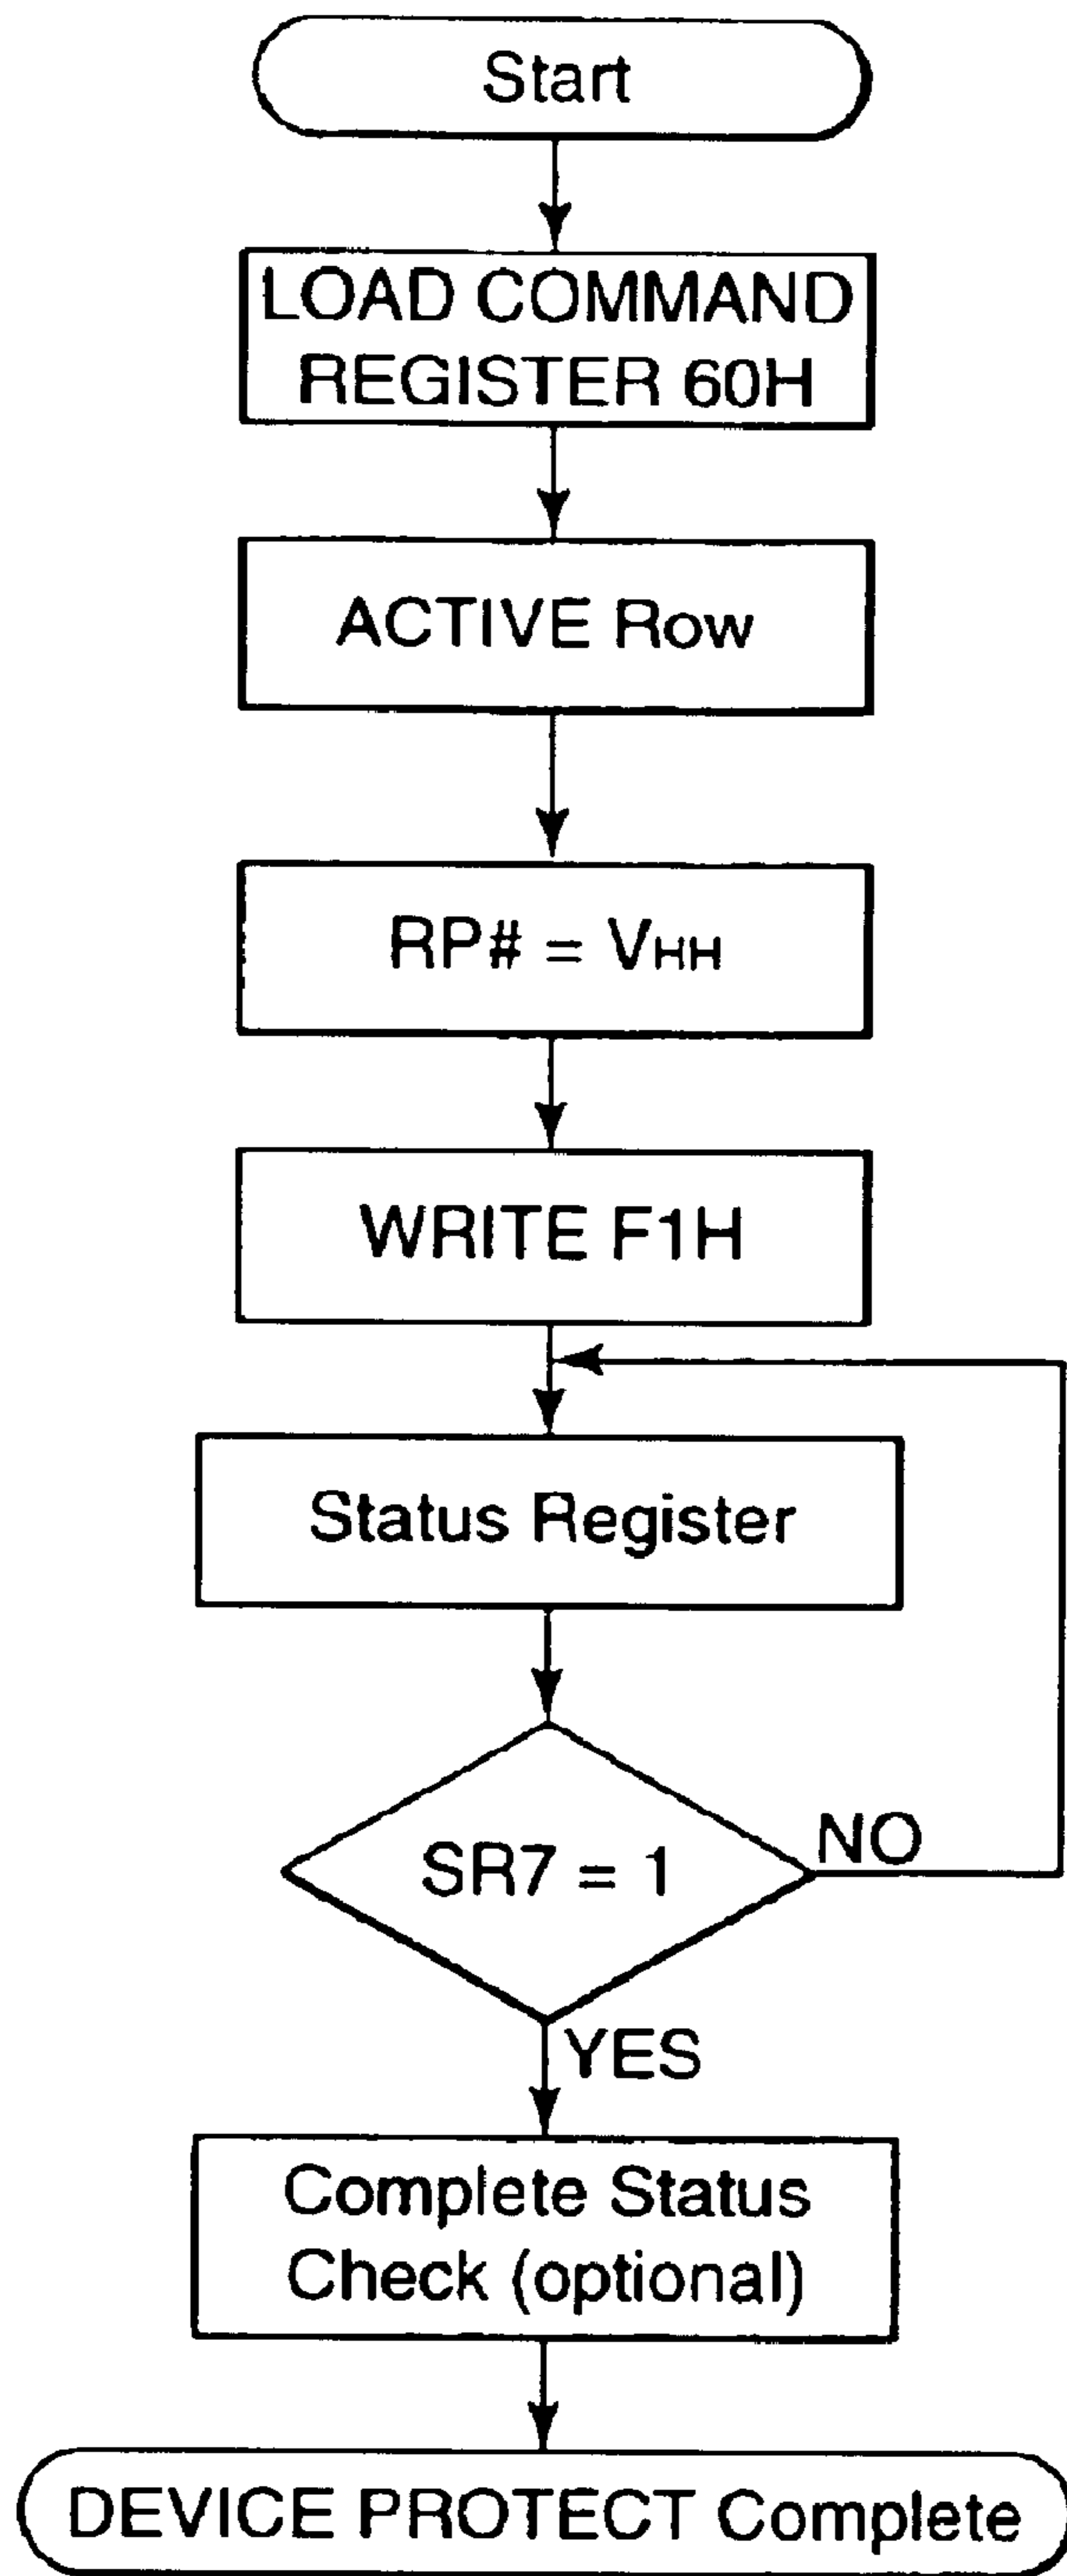 Start
LOAD COMMAND
REGISTER 60H
ACTIVE Row
RP# = VHH
WRITE F1H
Status Register
SR7 = 1
NO
YES
Complete Status
Check (optional)
DEVICE PROTECT Complete